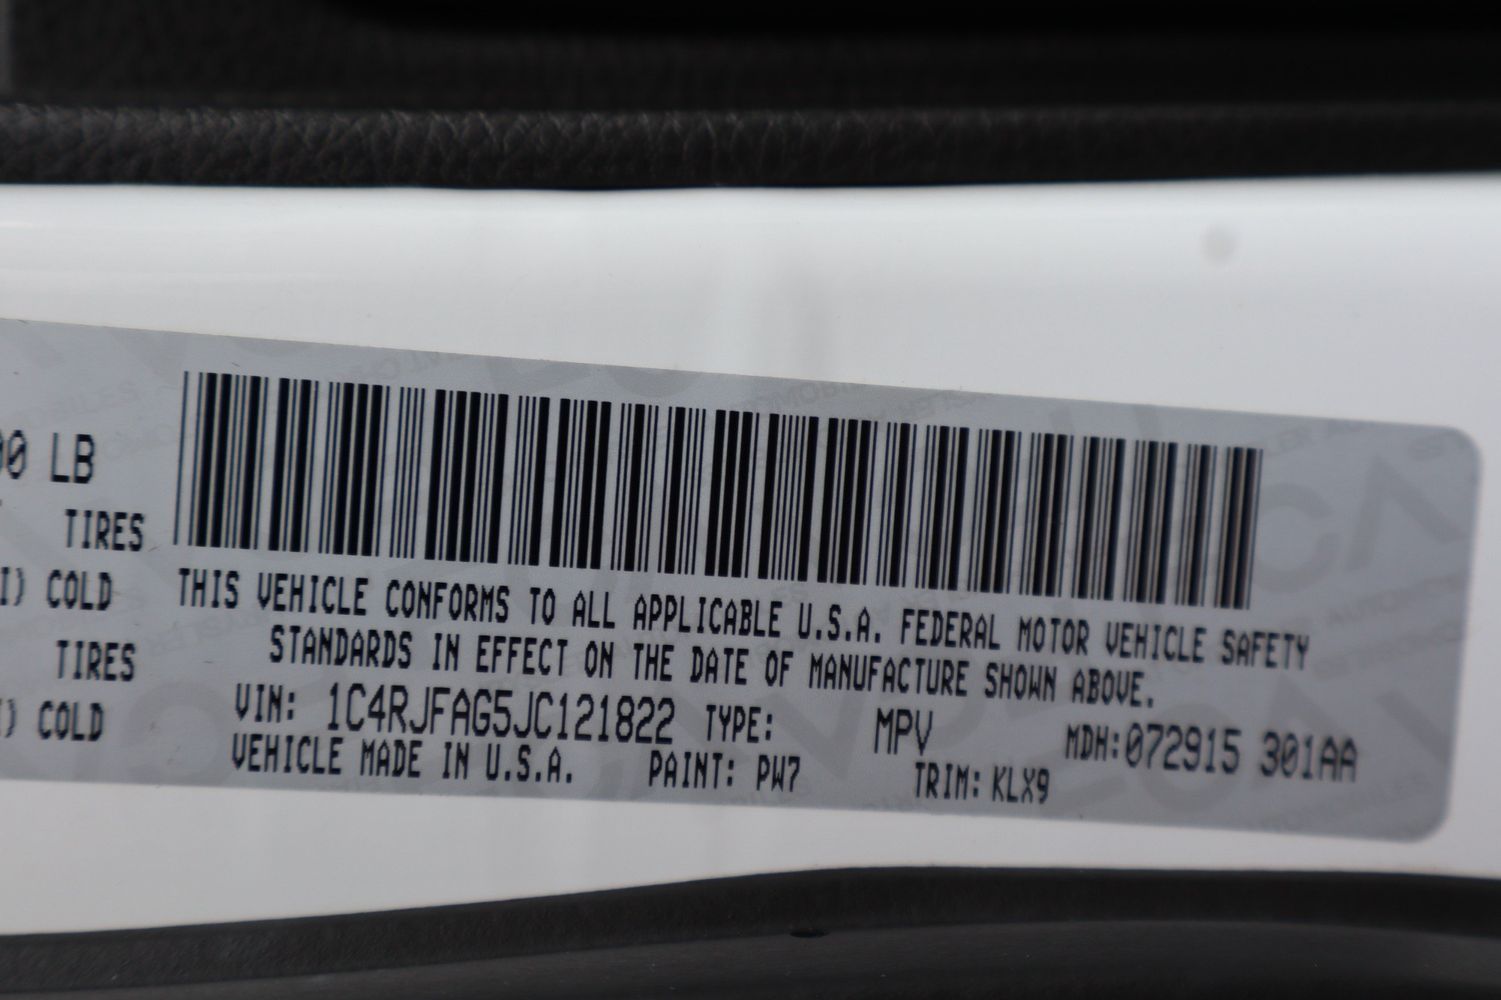 00 LB
TIRES
COLD
TIRES
COLD
THIS VEHICLE CONFORMS TO ALL APPLICABLE U.S.A. FEDERAL MOTOR VEHICLE SAFETY
STANDARDS IN EFFECT ON THE DATE OF MANUFACTURE SHOWN ABOVE.
VIN: 1C4RJFAG5JC121822 TYPE: MPV MDH:072915 301AA
VEHICLE MADE IN U.S.A. PAINT: PW7 TRIM: KLX9